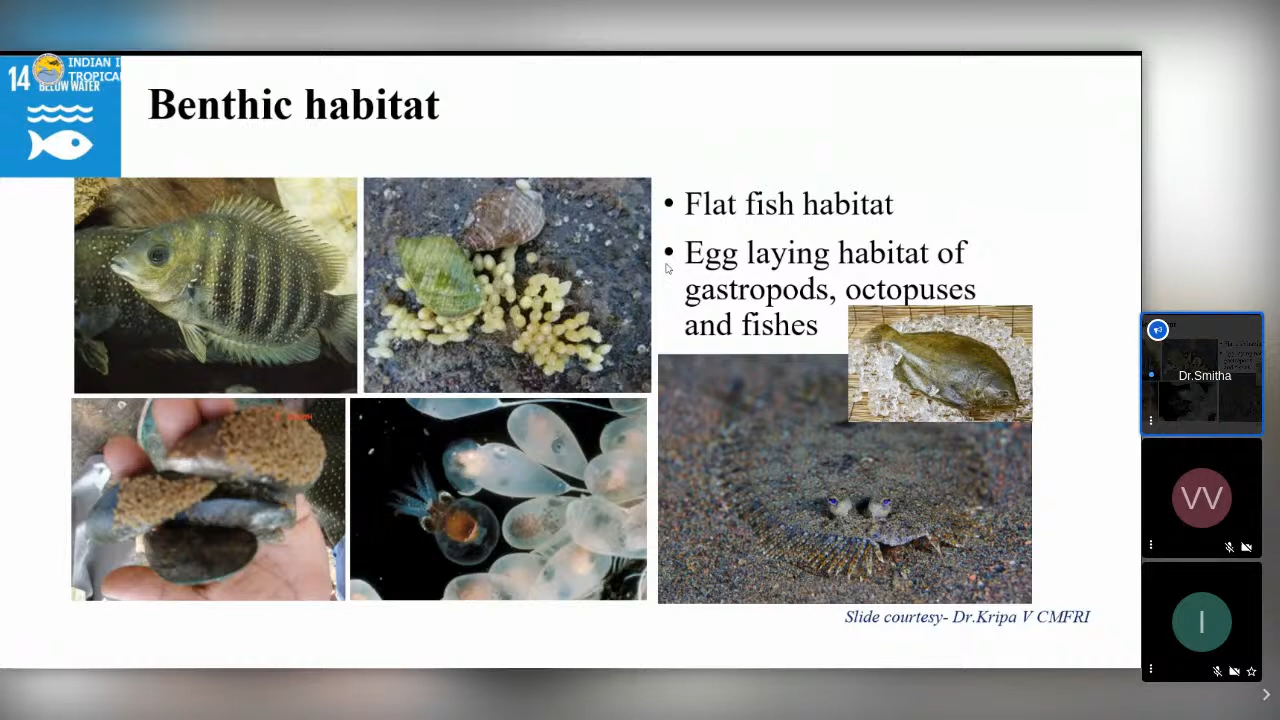 INDIAN I
TROPICA
14
BELOW WATER
Benthic habitat
• Flat fish habitat
• Egg laying habitat of
gastropods, octopuses
and fishes
Slide courtesy- Dr.Kripa V CMFRI
Dr.Smitha
VV
I